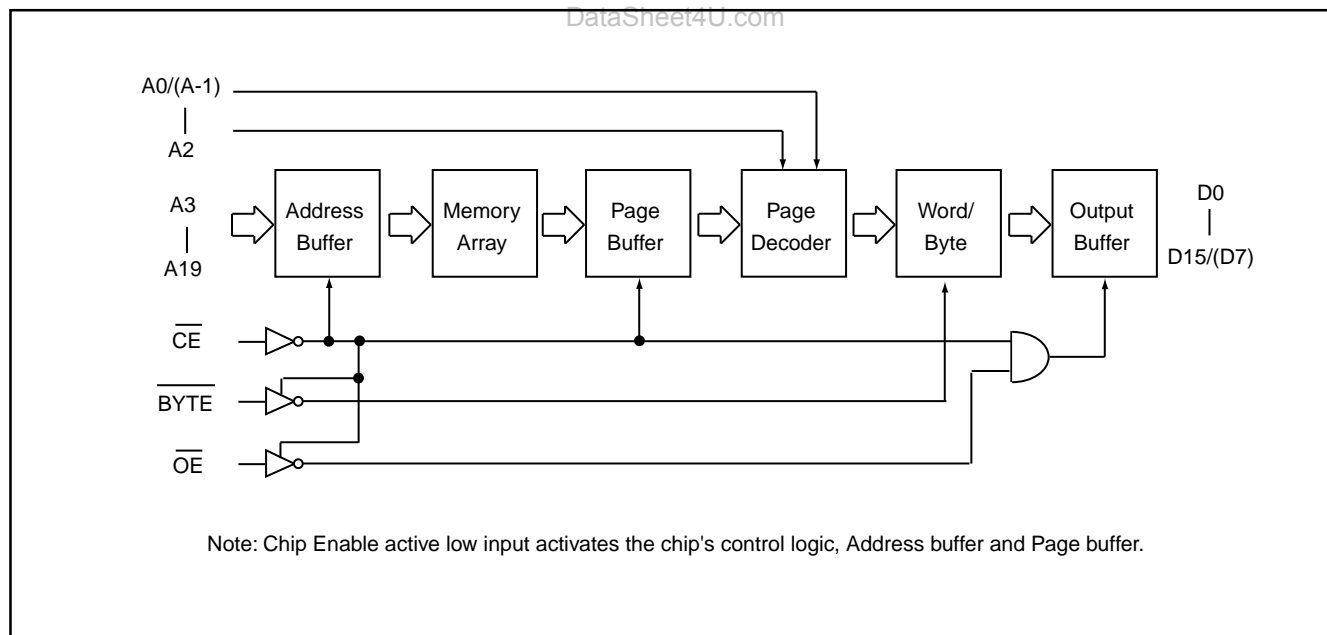 DataSheet4U.com
A0/(A-1)
A2
A3
A19
Address
Buffer
Memory
Array
Page
Buffer
Page
Decoder
Word/
Byte
Output
Buffer
D0
D15/(D7)
CE
BYTE
OE
Note: Chip Enable active low input activates the chip's control logic, Address buffer and Page buffer.